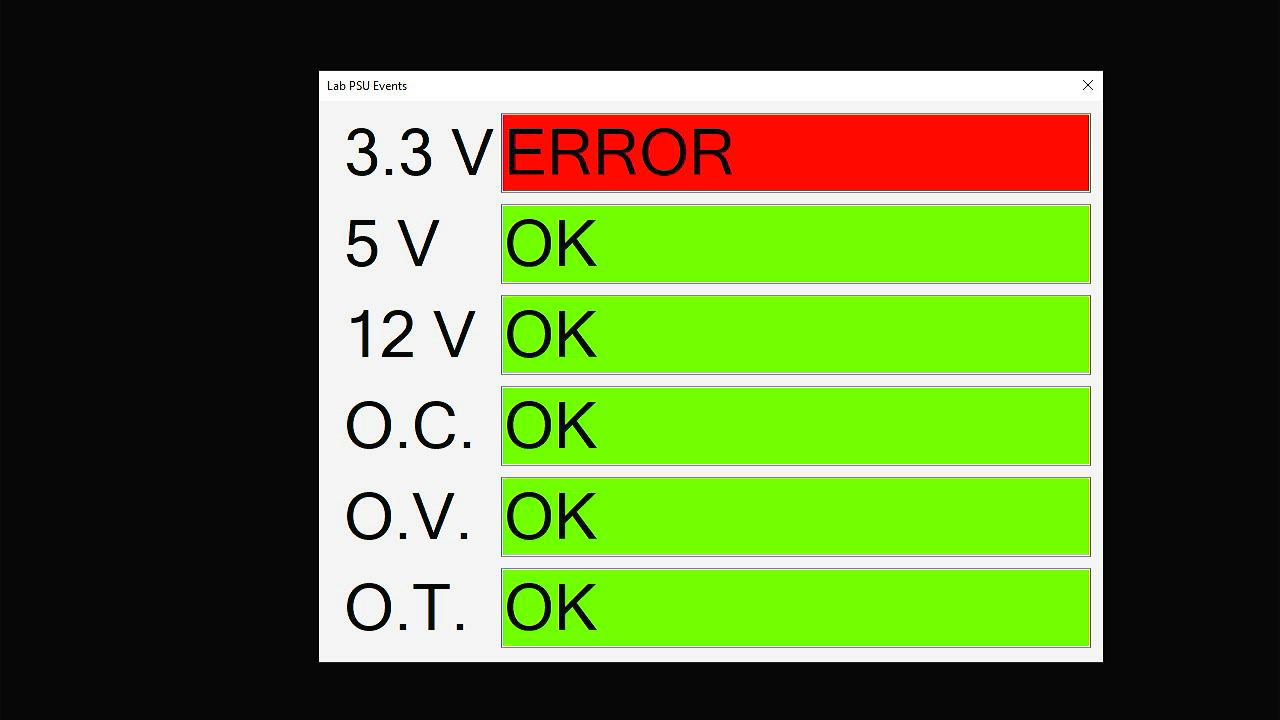 Lab PSU Events
3.3 V ERROR
5 V OK
12 V OK
O.C. OK
O.V. OK
O.T. OK